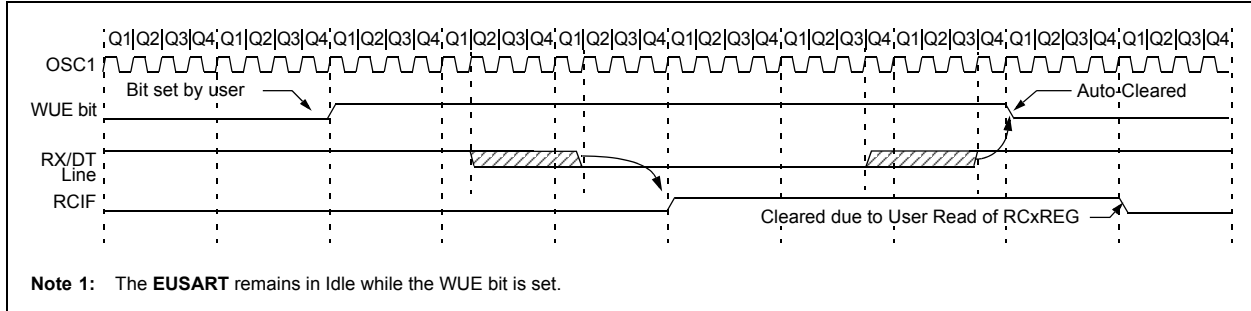 Q1|Q2|Q3|Q4|Q1|Q2|Q3|Q4|Q1|Q2|Q3|Q4|Q1|Q2|Q3|Q4|Q1|Q2|Q3|Q4|Q1|Q2|Q3|Q4|Q1|Q2|Q3|Q4|Q1|Q2|Q3|Q4|Q1|Q2|Q3|Q4|Q1|Q2|Q3|Q4
OSC1
Bit set by user
Auto-Cleared
WUE bit
RX/DT
Line
RCIF
Cleared due to User Read of RCxREG
Note 1: The EUSART remains in Idle while the WUE bit is set.